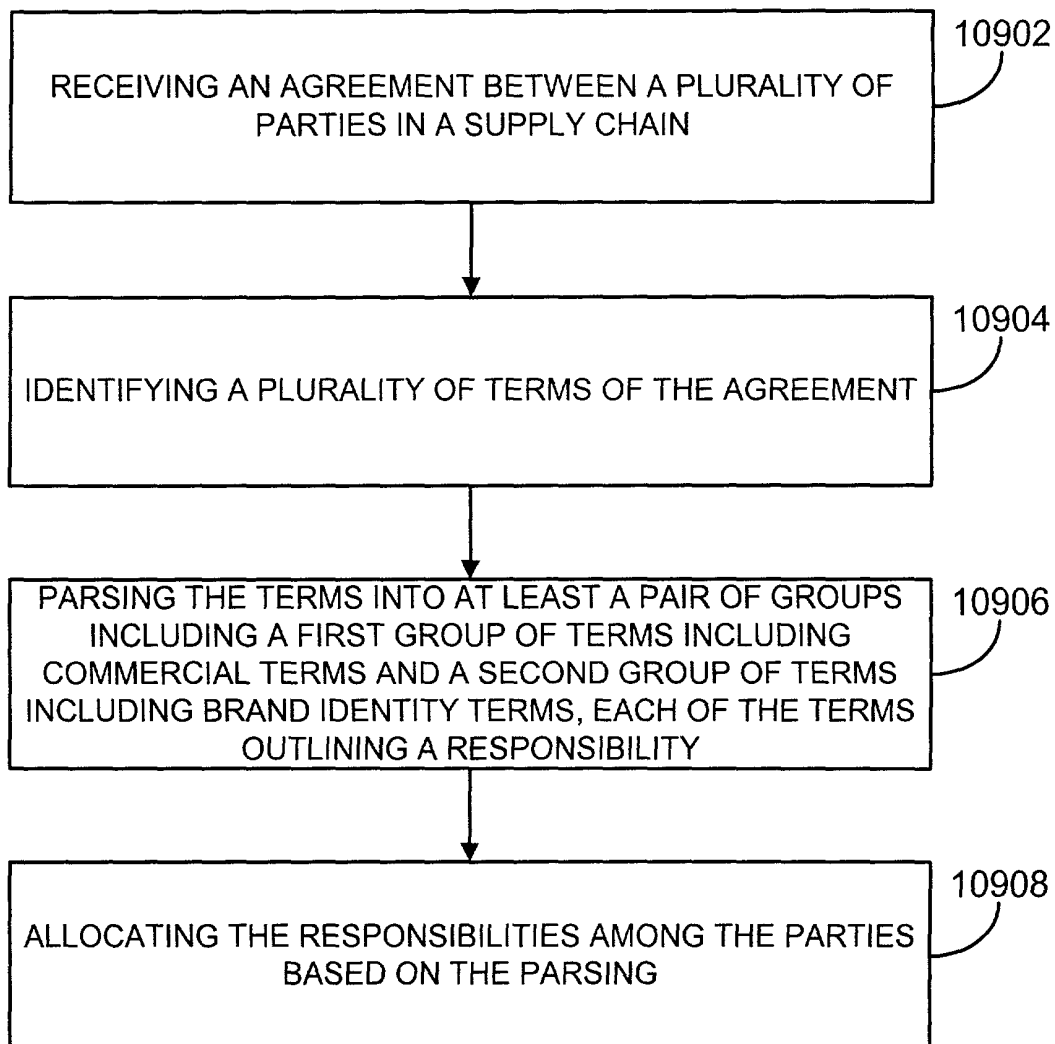 10902
RECEIVING AN AGREEMENT BETWEEN A PLURALITY OF
PARTIES IN A SUPPLY CHAIN
10904
IDENTIFYING A PLURALITY OF TERMS OF THE AGREEMENT
10906
PARSING THE TERMS INTO AT LEAST A PAIR OF GROUPS
INCLUDING A FIRST GROUP OF TERMS INCLUDING
COMMERCIAL TERMS AND A SECOND GROUP OF TERMS
INCLUDING BRAND IDENTITY TERMS, EACH OF THE TERMS
OUTLINING A RESPONSIBILITY
10908
ALLOCATING THE RESPONSIBILITIES AMONG THE PARTIES
BASED ON THE PARSING